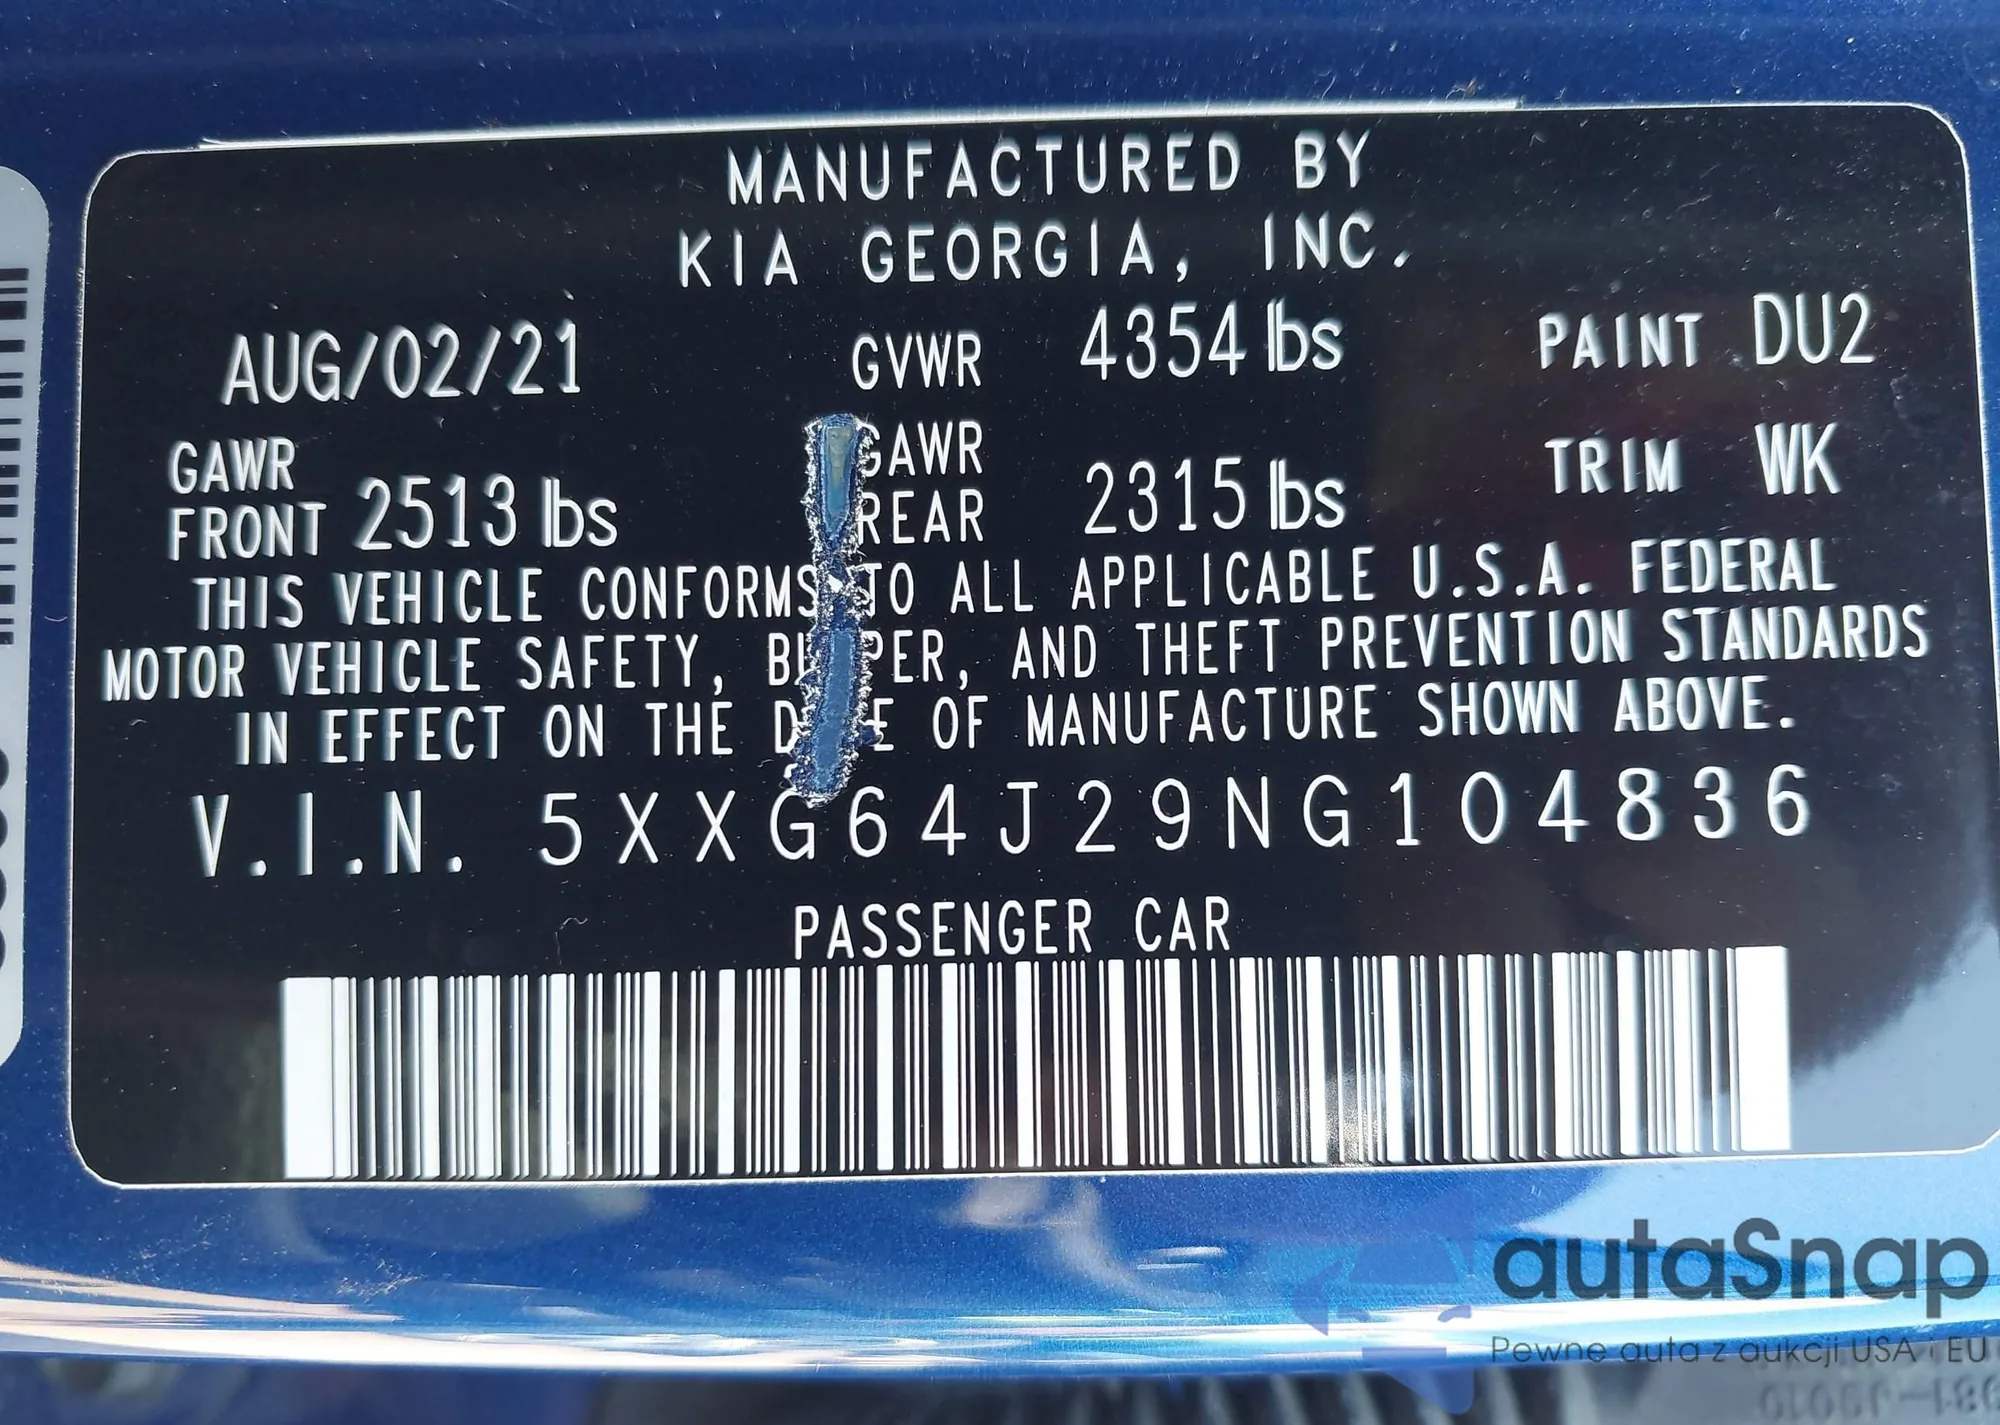 MANUFACTURED BY
KIA GEORGIA, INC.
AUG/02/21 GVWR 4354 lbs PAINT DU2
GAWR FRONT 2513 lbs GAWR REAR 2315 lbs TRIM WK
THIS VEHICLE CONFORMS TO ALL APPLICABLE U.S.A. FEDERAL
MOTOR VEHICLE SAFETY, PER, AND THEFT PREVENTION STANDARDS
IN EFFECT ON THE OF MANUFACTURE SHOWN ABOVE.
V.I.N. 5XXG64J29NG104836
PASSENGER CAR
autaSnap
Pewne auta z aukcji USA i EU